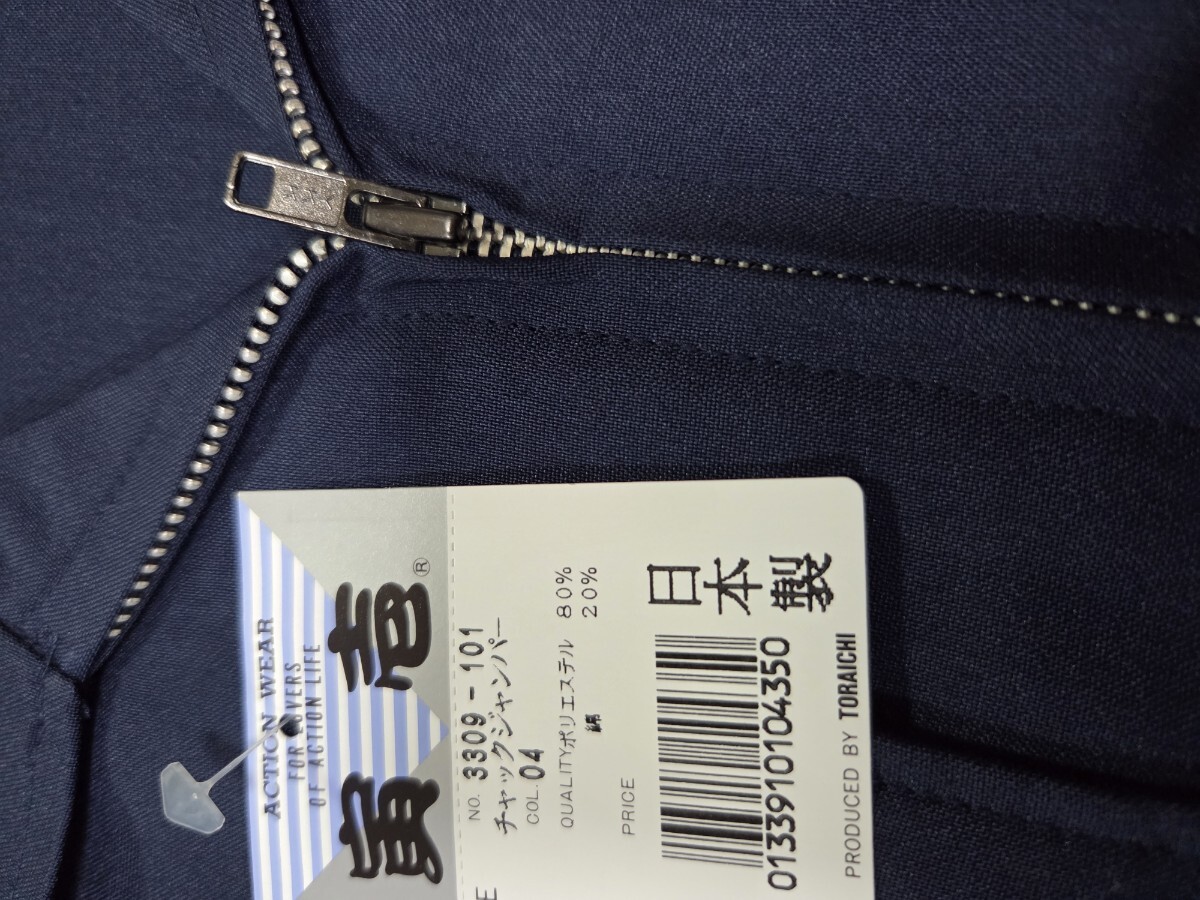 ACTION WEAR
FOR LOVERS
OF ACTION LIFE
寅壱®
NO. 3309-101
チャックジャンパー
COL. 04
QUALITY ポリエステル 80%
綿 20%
PRICE
日本製
0133910104350
PRODUCED BY TORAICHI
YKK